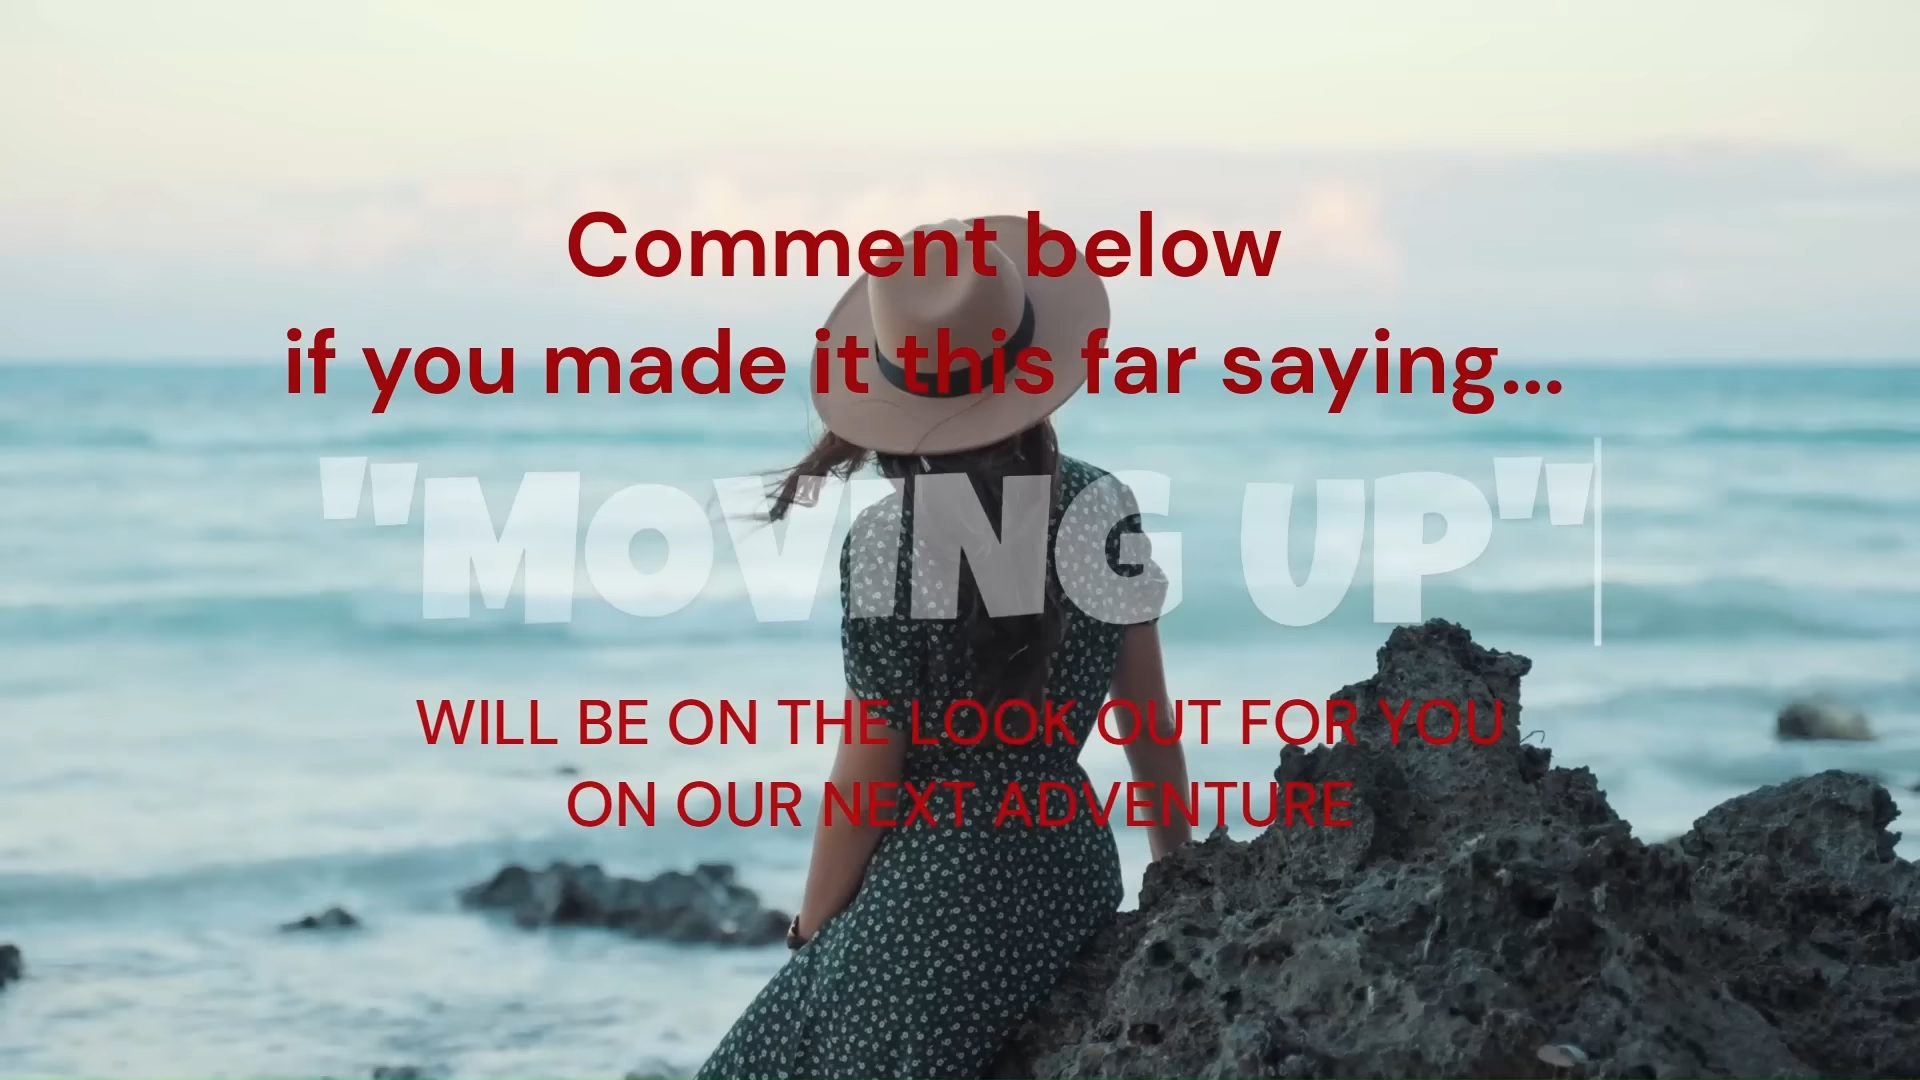 Comment below
if you made it this far saying...
"MOVING UP"
WILL BE ON THE LOOK OUT FOR YOU
ON OUR NEXT ADVENTURE